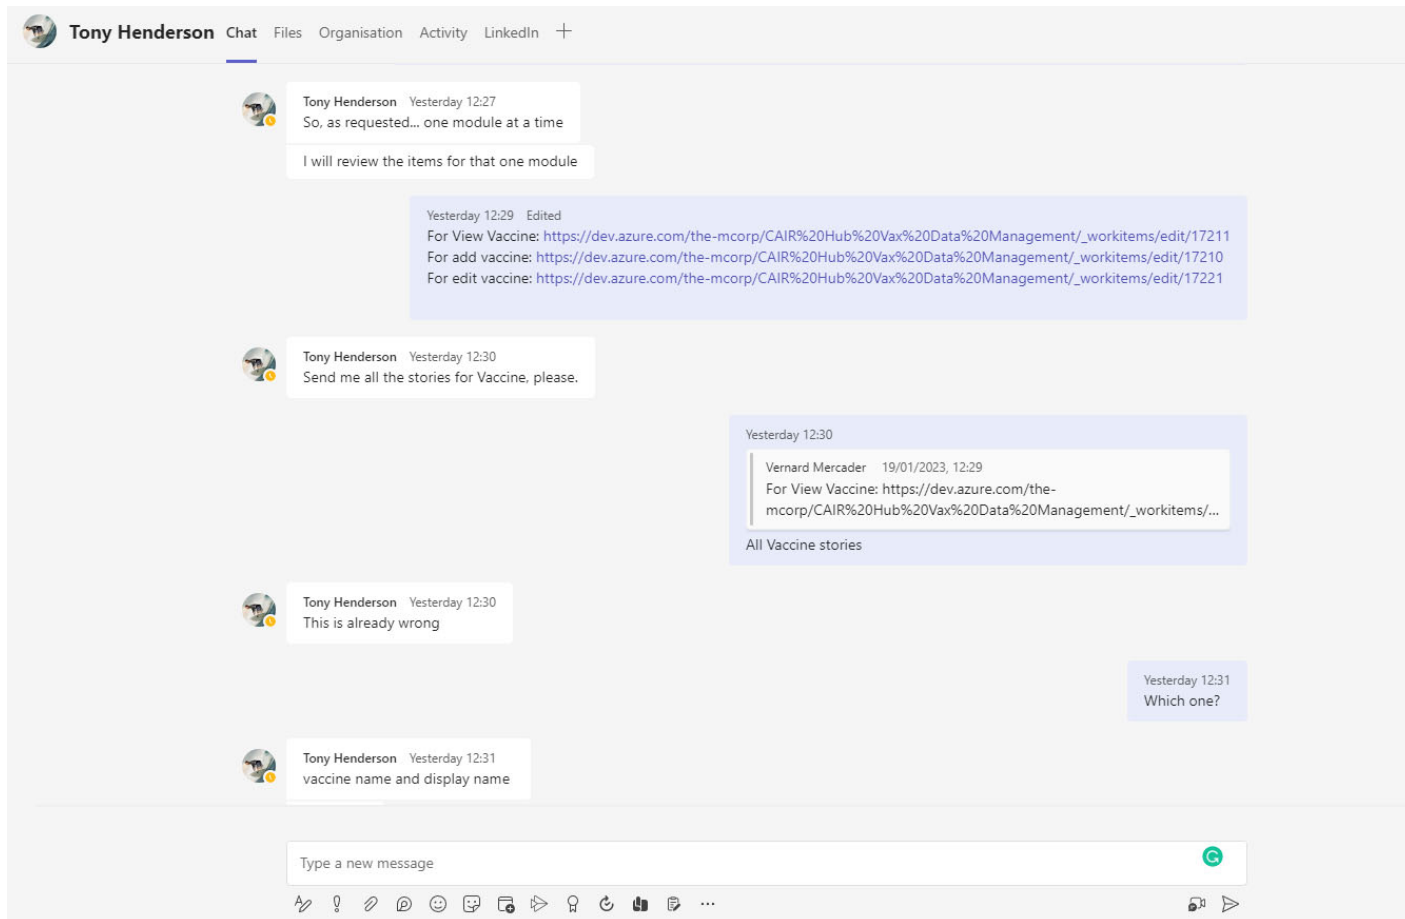 Tony Henderson Chat Files Organisation Activity LinkedIn
Tony Henderson Yesterday 12:27
So, as requested... one module at a time
I will review the items for that one module
Yesterday 12:29 Edited
For View Vaccine: https://dev.azure.com/the-mcorp/CAIR%20Hub%20Vax%20Data%20Management/_workitems/edit/17211
For add vaccine: https://dev.azure.com/the-mcorp/CAIR%20Hub%20Vax%20Data%20Management/_workitems/edit/17210
For edit vaccine: https://dev.azure.com/the-mcorp/CAIR%20Hub%20Vax%20Data%20Management/_workitems/edit/17221
Tony Henderson Yesterday 12:30
Send me all the stories for Vaccine, please.
Yesterday 12:30
Vernard Mercader 19/01/2023, 12:29
For View Vaccine: https://dev.azure.com/the-
mcorp/CAIR%20Hub%20Vax%20Data%20Management/_workitems/...
All Vaccine stories
Tony Henderson Yesterday 12:30
This is already wrong
Yesterday 12:31
Which one?
Tony Henderson Yesterday 12:31
vaccine name and display name
Type a new message